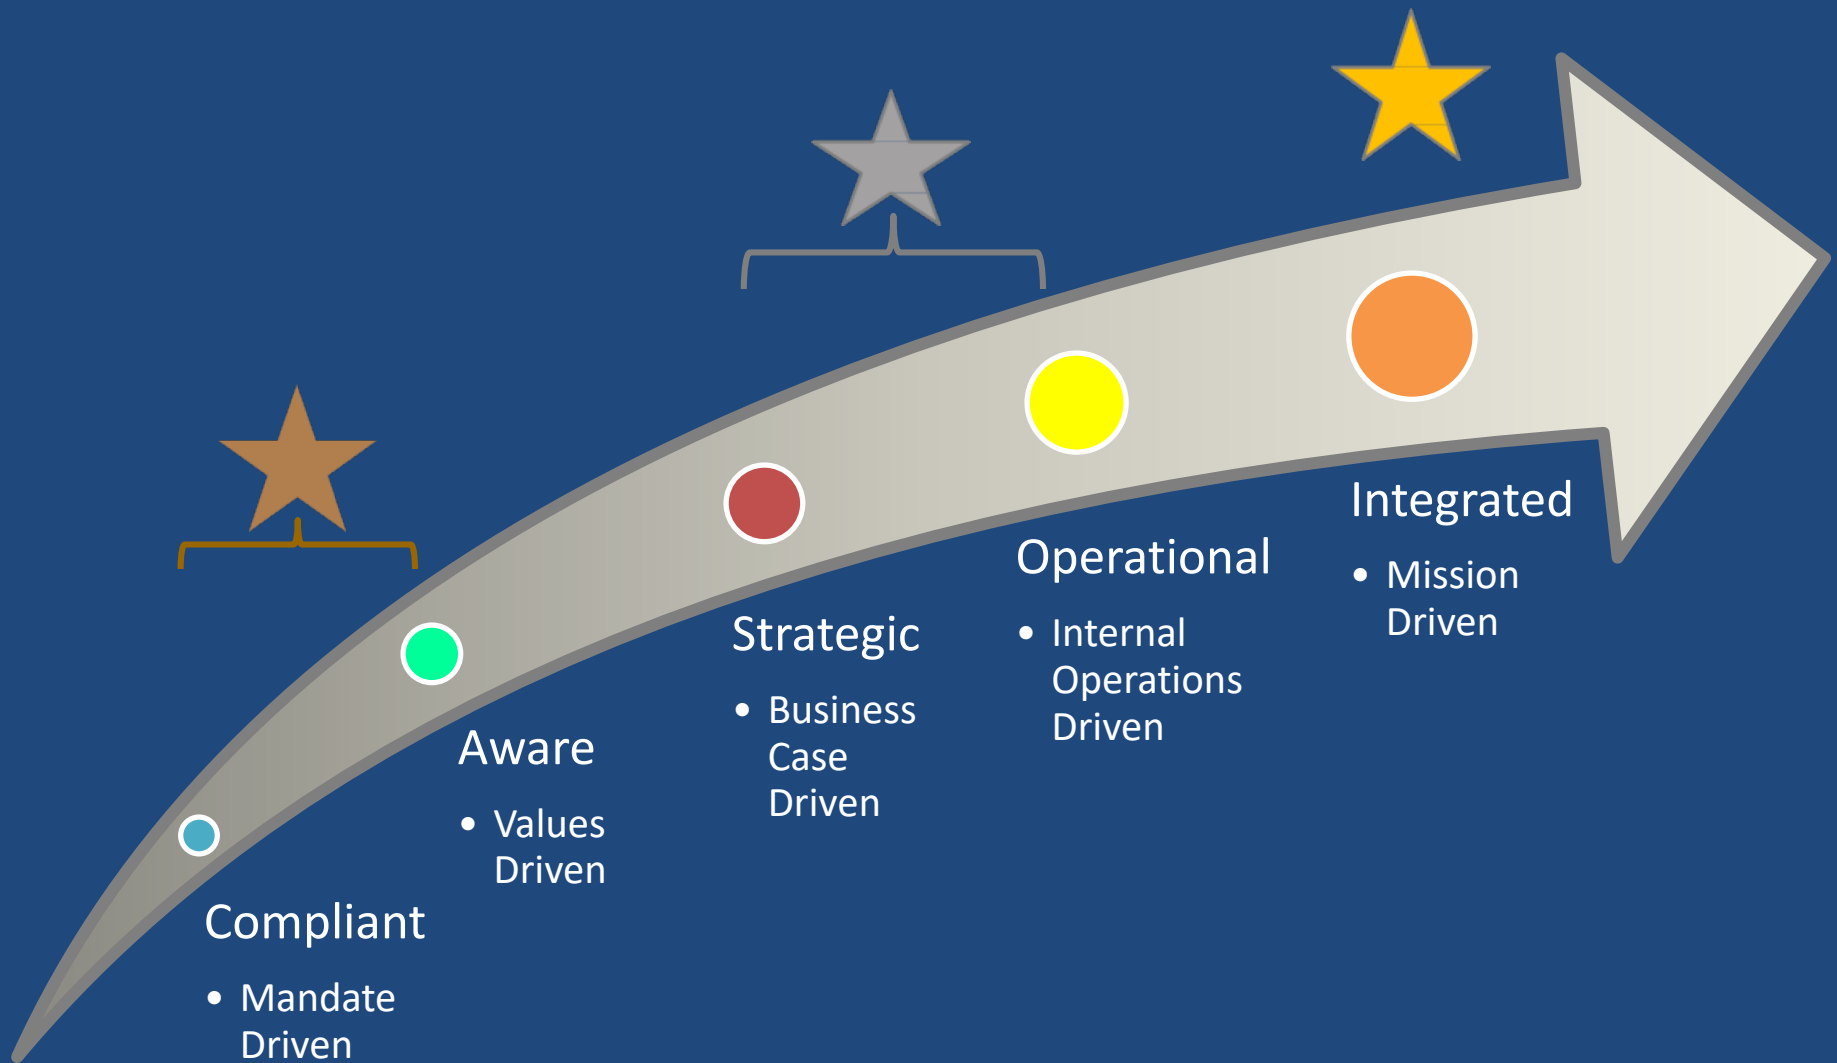 Compliant
• Mandate
Driven
Aware
• Values
Driven
Strategic
• Business
Case
Driven
Operational
• Internal
Operations
Driven
Integrated
• Mission
Driven